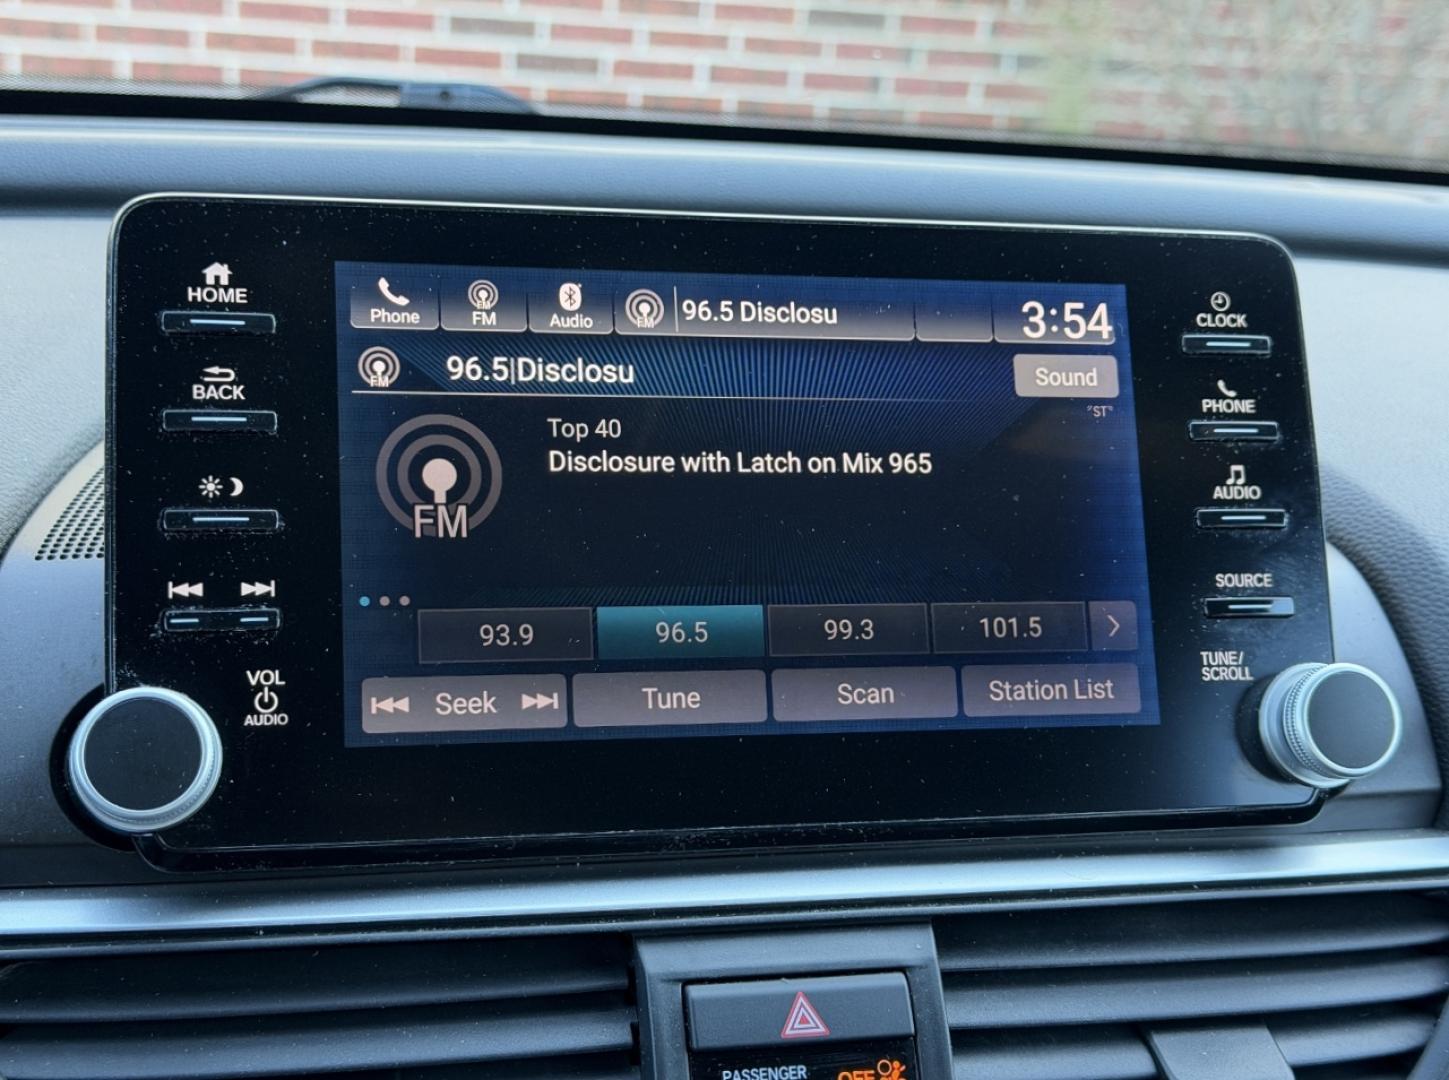 HOME
BACK
VOL
AUDIO
Phone
FM
FM
Audio
FM
96.5 Disclosu
3:54
FM
96.5|Disclosu
Sound
"ST"
Top 40
Disclosure with Latch on Mix 965
FM
93.9
96.5
99.3
101.5
Seek
Tune
Scan
Station List
CLOCK
PHONE
AUDIO
SOURCE
TUNE/
SCROLL
PASSENGER
OFF